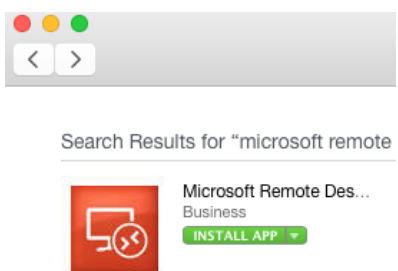 Search Results for “microsoft remote
Microsoft Remote Des...
Business
INSTALL APP